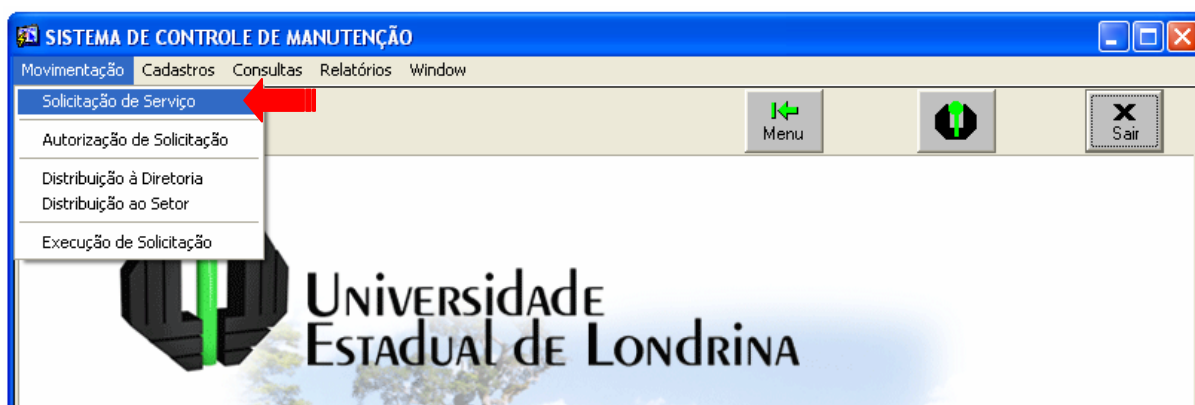 SISTEMA DE CONTROLE DE MANUTENÇÃO
Movimentação Cadastros Consultas Relatórios Window
Solicitação de Serviço
Menu
Sair
Autorização de Solicitação
Distribuição à Diretoria
Distribuição ao Setor
Execução de Solicitação
Universidade
Estadual de Londrina